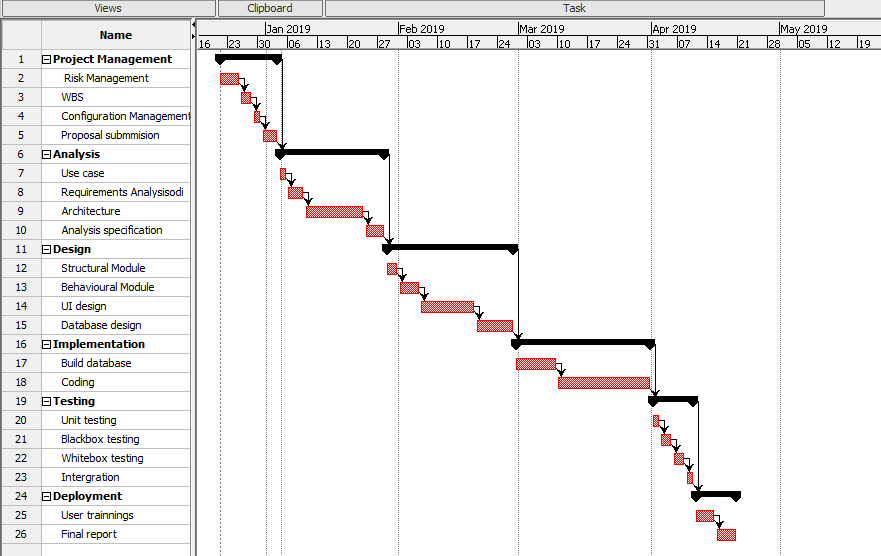 Views Clipboard Task
Name
Jan 2019 Feb 2019 Mar 2019 Apr 2019 May 2019
16 23 30 06 13 20 27 03 10 17 24 03 10 17 24 31 07 14 21 28 05 12 19
1 Project Management
2 Risk Management
3 WBS
4 Configuration Management
5 Proposal submmision
6 Analysis
7 Use case
8 Requirements Analysisodi
9 Architecture
10 Analysis specification
11 Design
12 Structural Module
13 Behavioural Module
14 UI design
15 Database design
16 Implementation
17 Build database
18 Coding
19 Testing
20 Unit testing
21 Blackbox testing
22 Whitebox testing
23 Intergration
24 Deployment
25 User trainnings
26 Final report